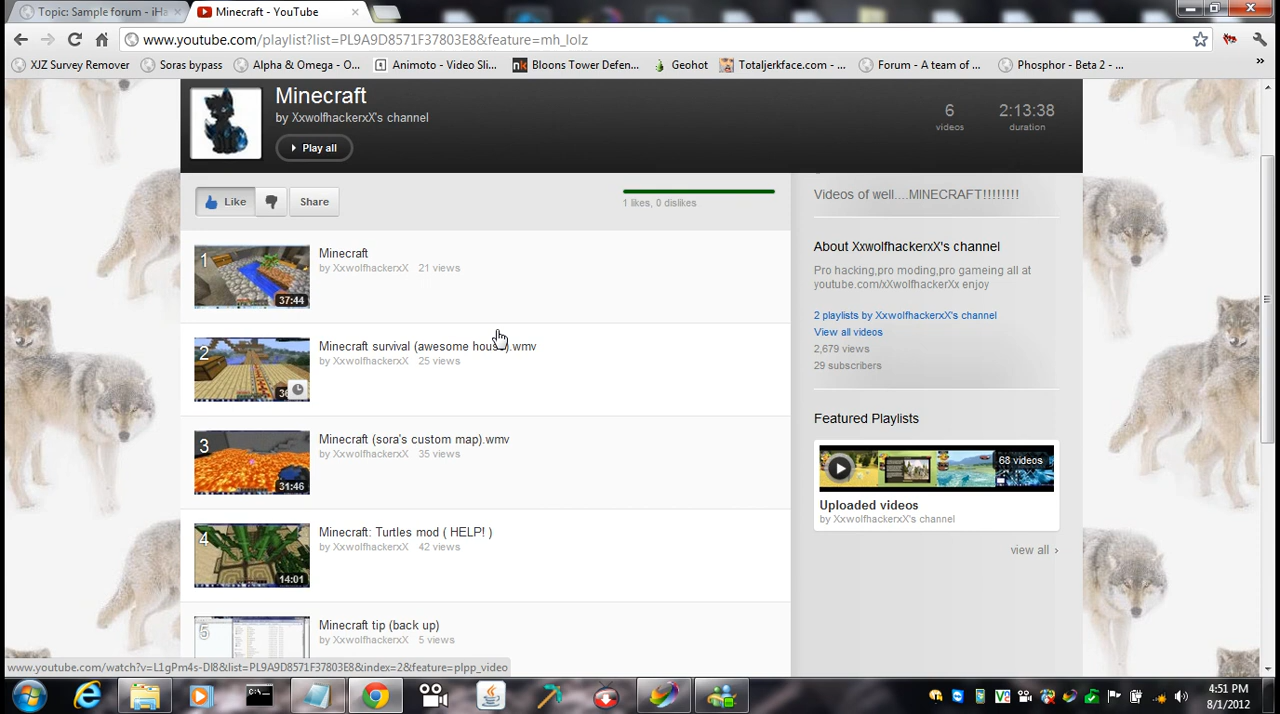 Topic: Sample forum - iHa
Minecraft - YouTube
www.youtube.com/playlist?list=PL9A9D8571F37803E8&feature=mh_lolz
XJZ Survey Remover
Soras bypass
Alpha & Omega - O...
Animoto - Video Sli...
Bloons Tower Defen...
Geohot
Totaljerkface.com - ...
Forum - A team of ...
Phosphor - Beta 2 - ...
Minecraft
by XxwolfhackerxX's channel
Play all
6
videos
2:13:38
duration
Like
Share
1 likes, 0 dislikes
1
37:44
Minecraft
by XxwolfhackerxX 21 views
2
Minecraft survival (awesome house).wmv
by XxwolfhackerxX 25 views
3
31:46
Minecraft (sora's custom map).wmv
by XxwolfhackerxX 35 views
4
14:01
Minecraft: Turtles mod ( HELP! )
by XxwolfhackerxX 42 views
5
Minecraft tip (back up)
by XxwolfhackerxX 5 views
Videos of well....MINECRAFT!!!!!!!!
About XxwolfhackerxX's channel
Pro hacking,pro moding,pro gameing all at
youtube.com/xXwolfhackerXx enjoy
2 playlists by XxwolfhackerxX's channel
View all videos
2,679 views
29 subscribers
Featured Playlists
68 videos
Uploaded videos
by XxwolfhackerxX's channel
view all ›
www.youtube.com/watch?v=L1gPm4s-DI8&list=PL9A9D8571F37803E8&index=2&feature=plpp_video
4:51 PM
8/1/2012